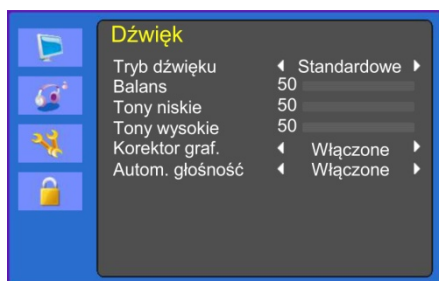 Dźwięk
Tryb dźwięku Standardowe
Balans 50
Tony niskie 50
Tony wysokie 50
Korektor graf. Włączone
Autom. głośność Włączone